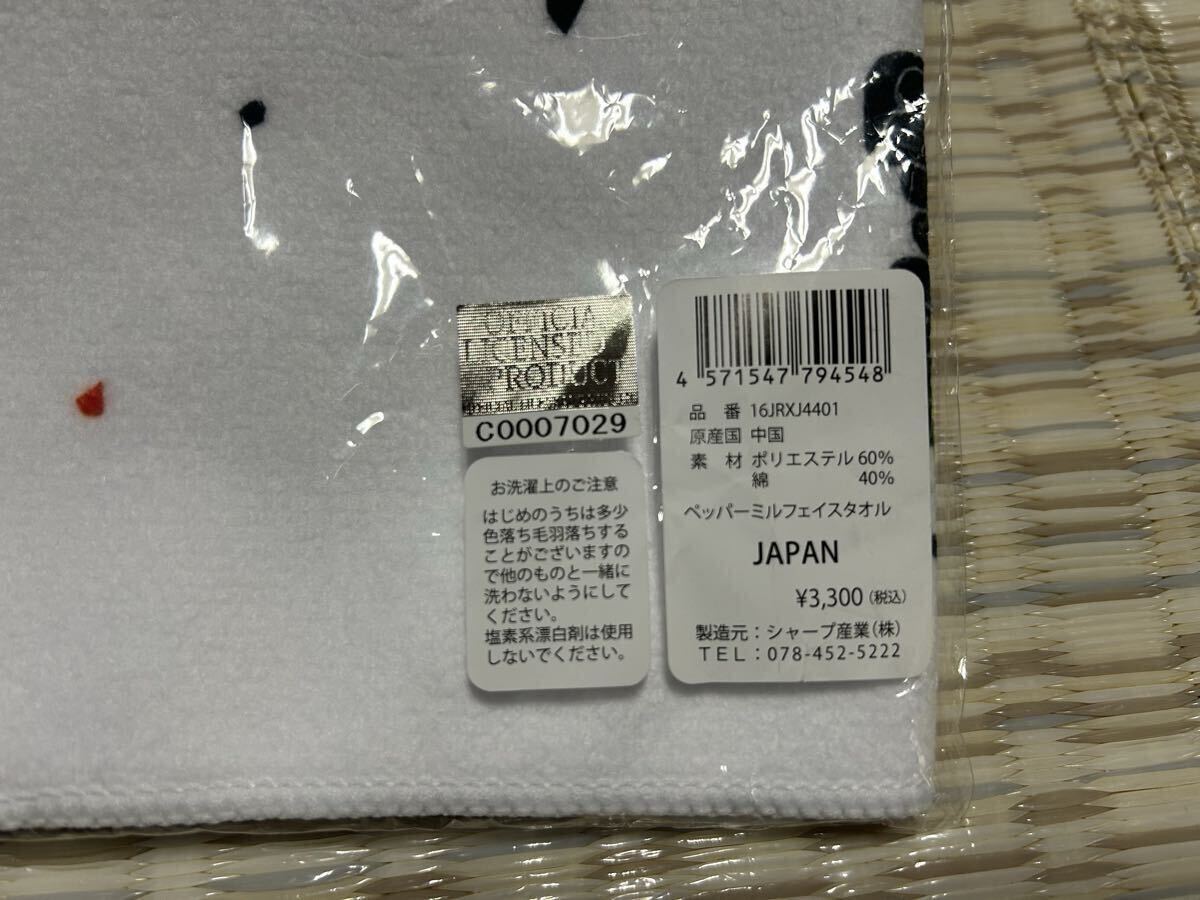 OFFICIA
LICENS
PRODUCT
C0007029
お洗濯上のご注意
はじめのうちは多少
色落ち毛羽落ちする
ことがございますの
で他のものと一緒に
洗わないようにして
ください。
塩素系漂白剤は使用
しないでください。
4 571547 794548
品 番 16JRXJ4401
原産国 中国
素 材 ポリエステル 60%
綿 40%
ペッパーミルフェイスタオル
JAPAN
¥3,300(税込)
製造元：シャープ産業(株)
TEL：078-452-5222